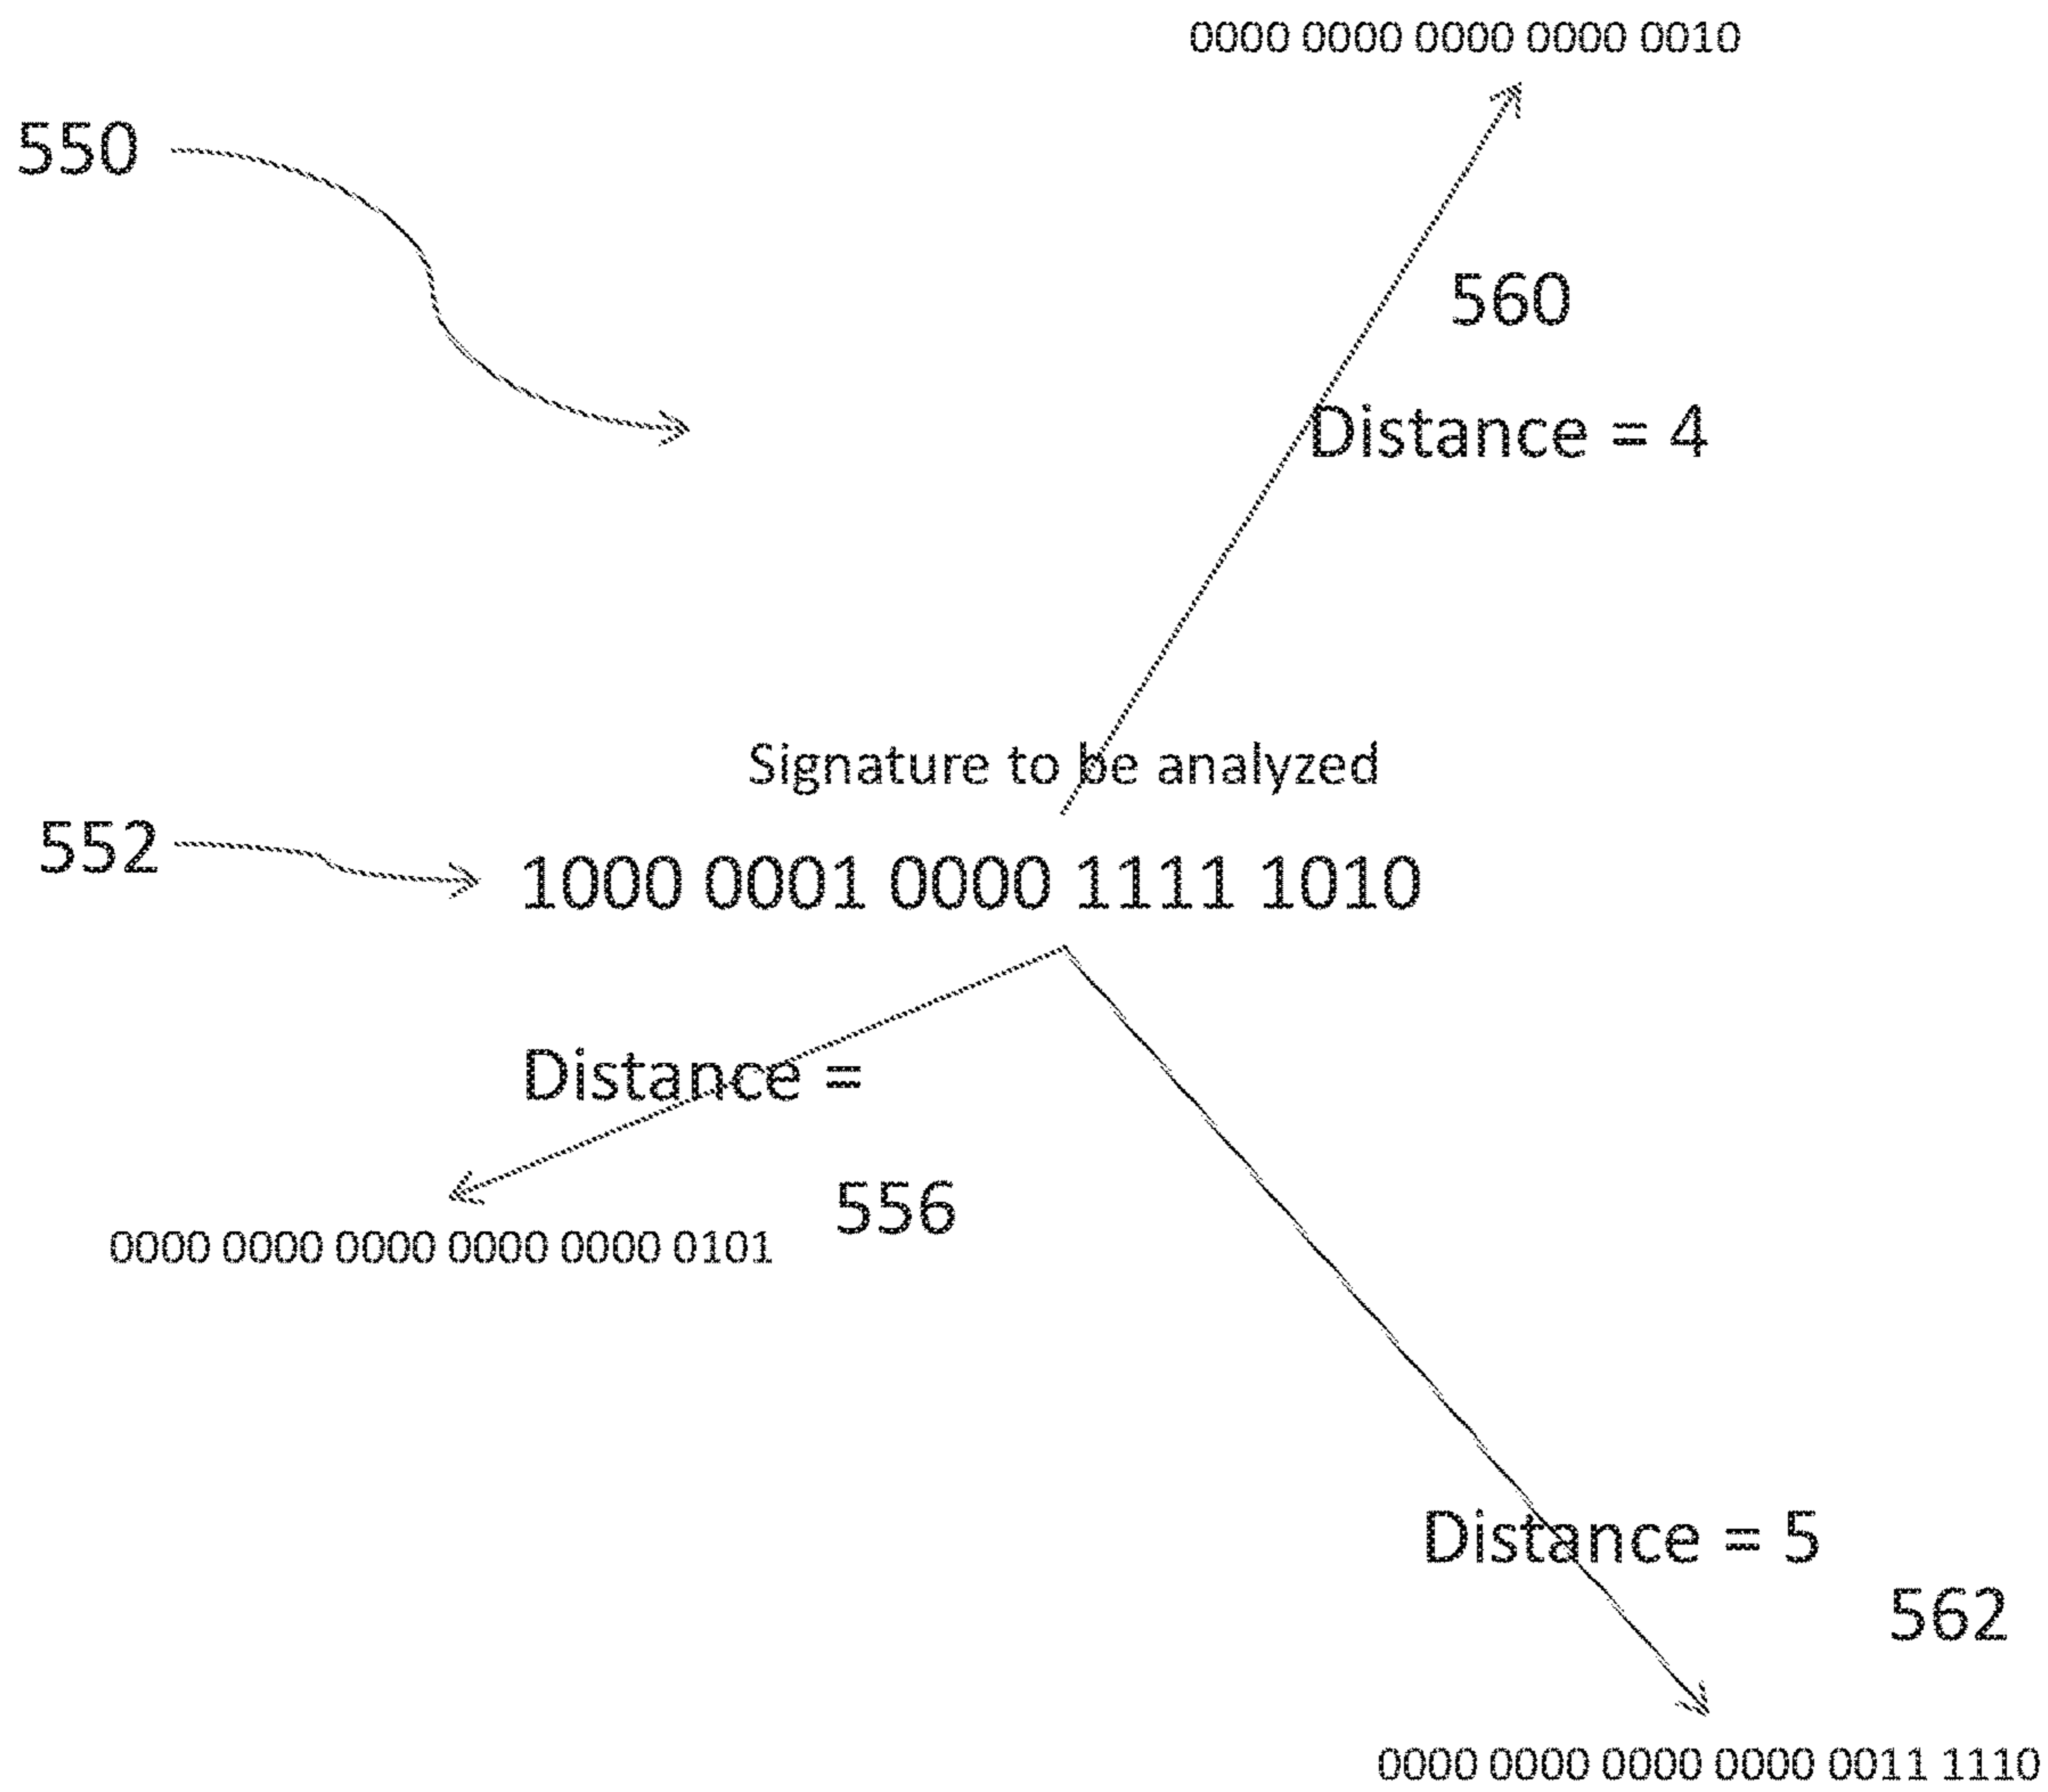 0000 0000 0000 0000 0010
550
560
Distance = 4
Signature to be analyzed
552
1000 0001 0000 1111 1010
Distance =
556
0000 0000 0000 0000 0000 0101
Distance = 5
562
0000 0000 0000 0000 0011 1110